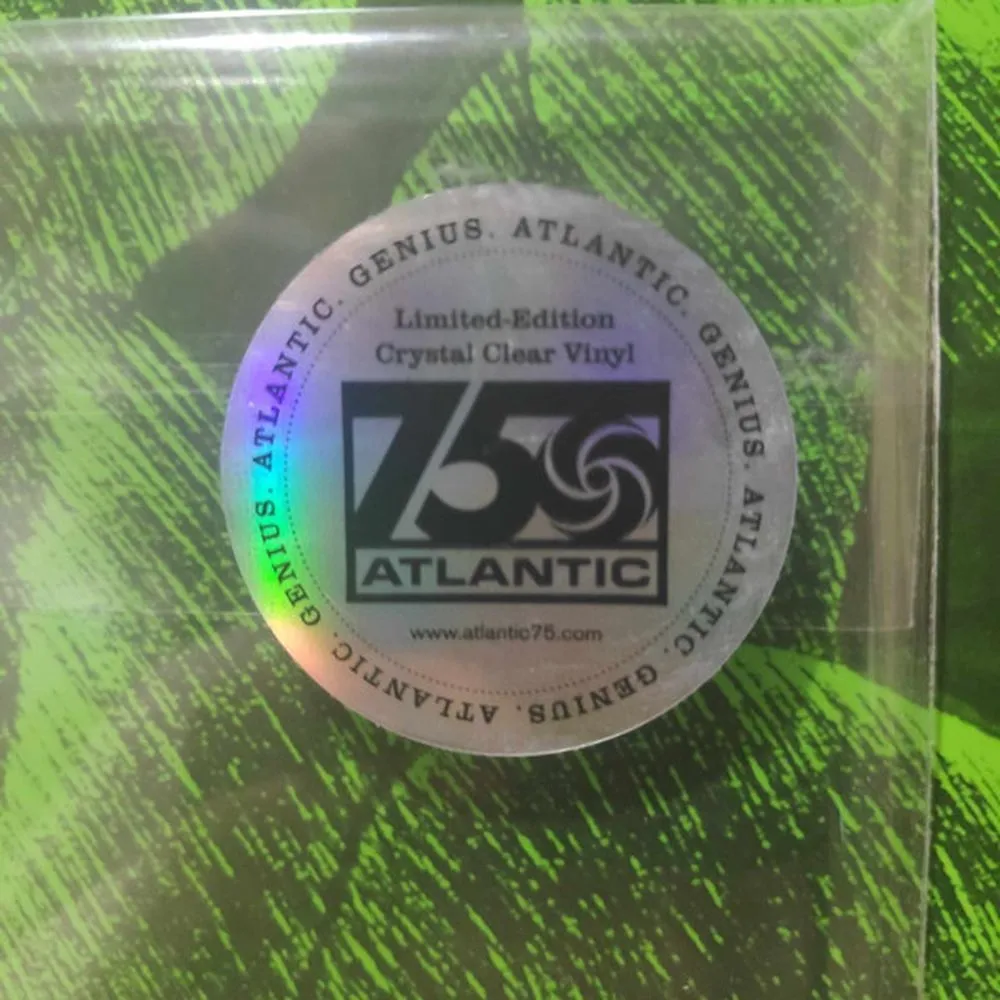 GENIUS. ATLANTIC. GENIUS. ATLANTIC. GENIUS. ATLANTIC. GENIUS. ATLANTIC.
Limited-Edition
Crystal Clear Vinyl
75
ATLANTIC
www.atlantic75.com